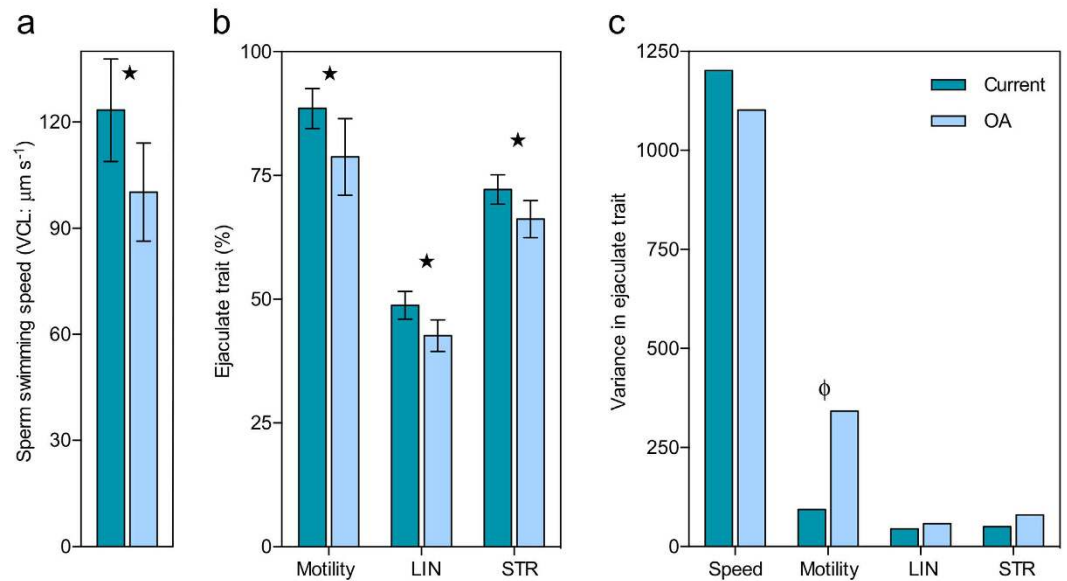 a
Sperm swimming speed (VCL: μm s⁻¹)
120
90
60
30
0
b
Ejaculate trait (%)
100
75
50
25
0
Motility LIN STR
c
Variance in ejaculate trait
1250
1000
750
500
250
0
Current
OA
ϕ
Speed Motility LIN STR